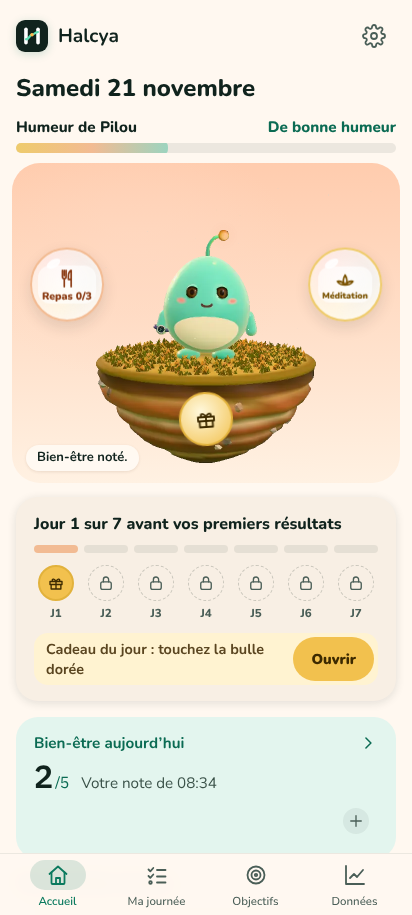 Halcya
Samedi 21 novembre
Humeur de Pilou
De bonne humeur
Repas 0/3
Méditation
Bien-être noté.
Jour 1 sur 7 avant vos premiers résultats
J1 J2 J3 J4 J5 J6 J7
Cadeau du jour : touchez la bulle
dorée
Ouvrir
Bien-être aujourd'hui
2/5 Votre note de 08:34
Accueil Ma journée Objectifs Données